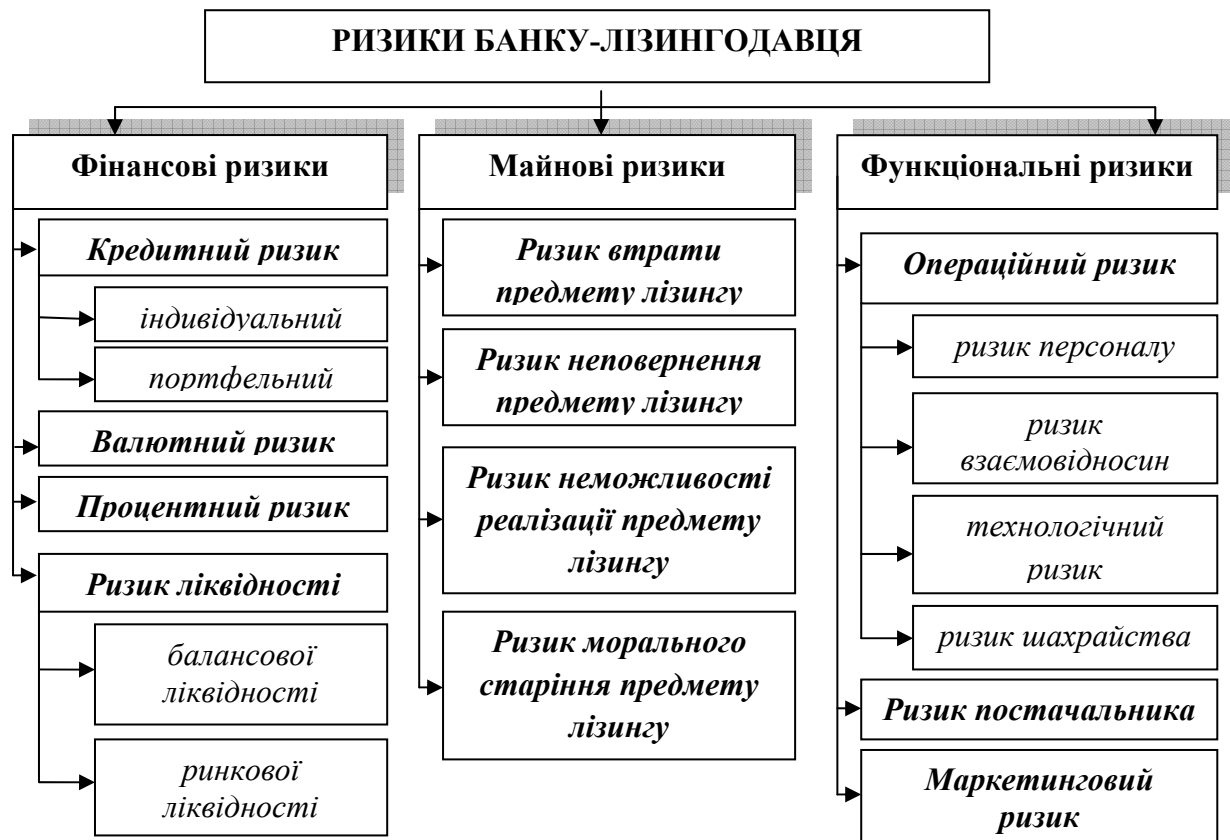 РИЗИКИ БАНКУ-ЛІЗИНГОДАВЦЯ
Фінансові ризики
Кредитний ризик
індивідуальний
портфельний
Валютний ризик
Процентний ризик
Ризик ліквідності
балансової
ліквідності
ринкової
ліквідності
Майнові ризики
Ризик втрати
предмету лізингу
Ризик неповернення
предмету лізингу
Ризик неможливості
реалізації предмету
лізингу
Ризик морального
старіння предмету
лізингу
Функціональні ризики
Операційний ризик
ризик персоналу
ризик
взаємовідносин
технологічний
ризик
ризик шахрайства
Ризик постачальника
Маркетинговий
ризик